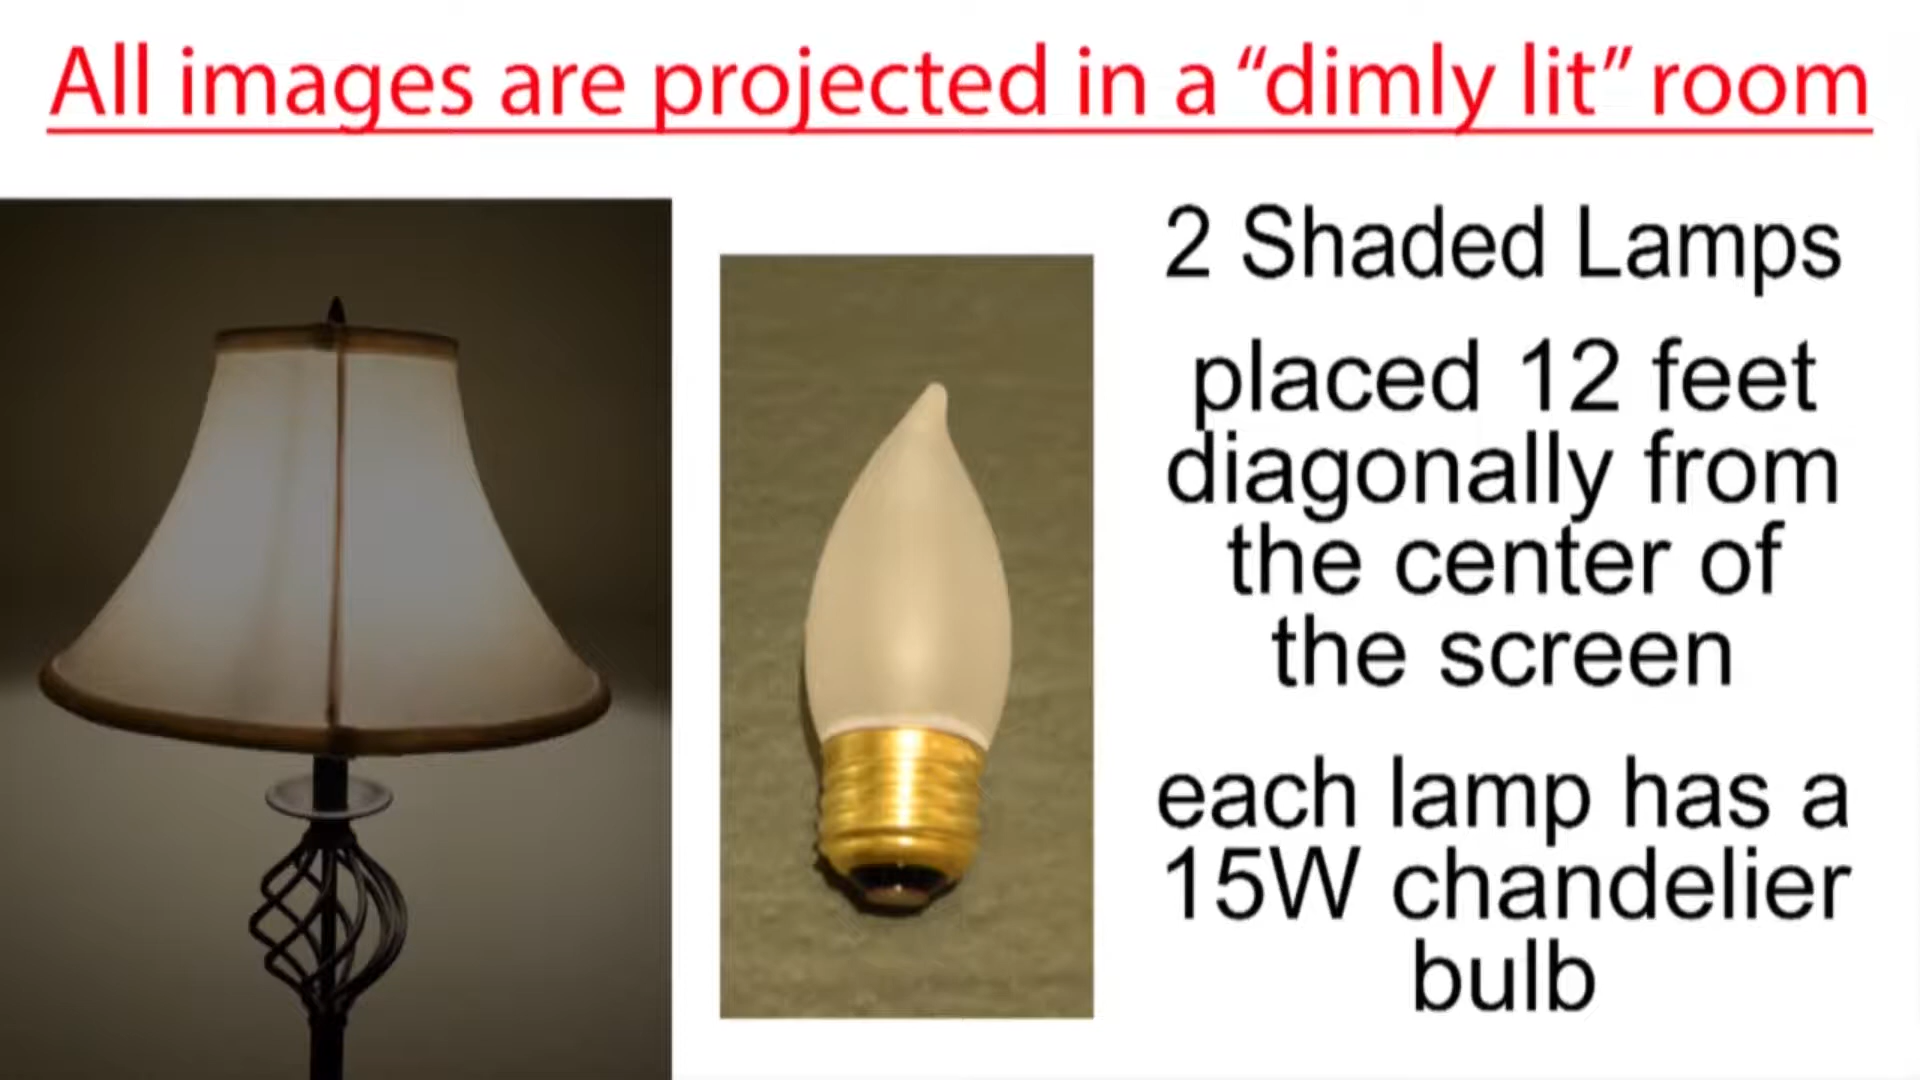 All images are projected in a “dimly lit” room
2 Shaded Lamps
placed 12 feet
diagonally from
the center of
the screen
each lamp has a
15W chandelier
bulb